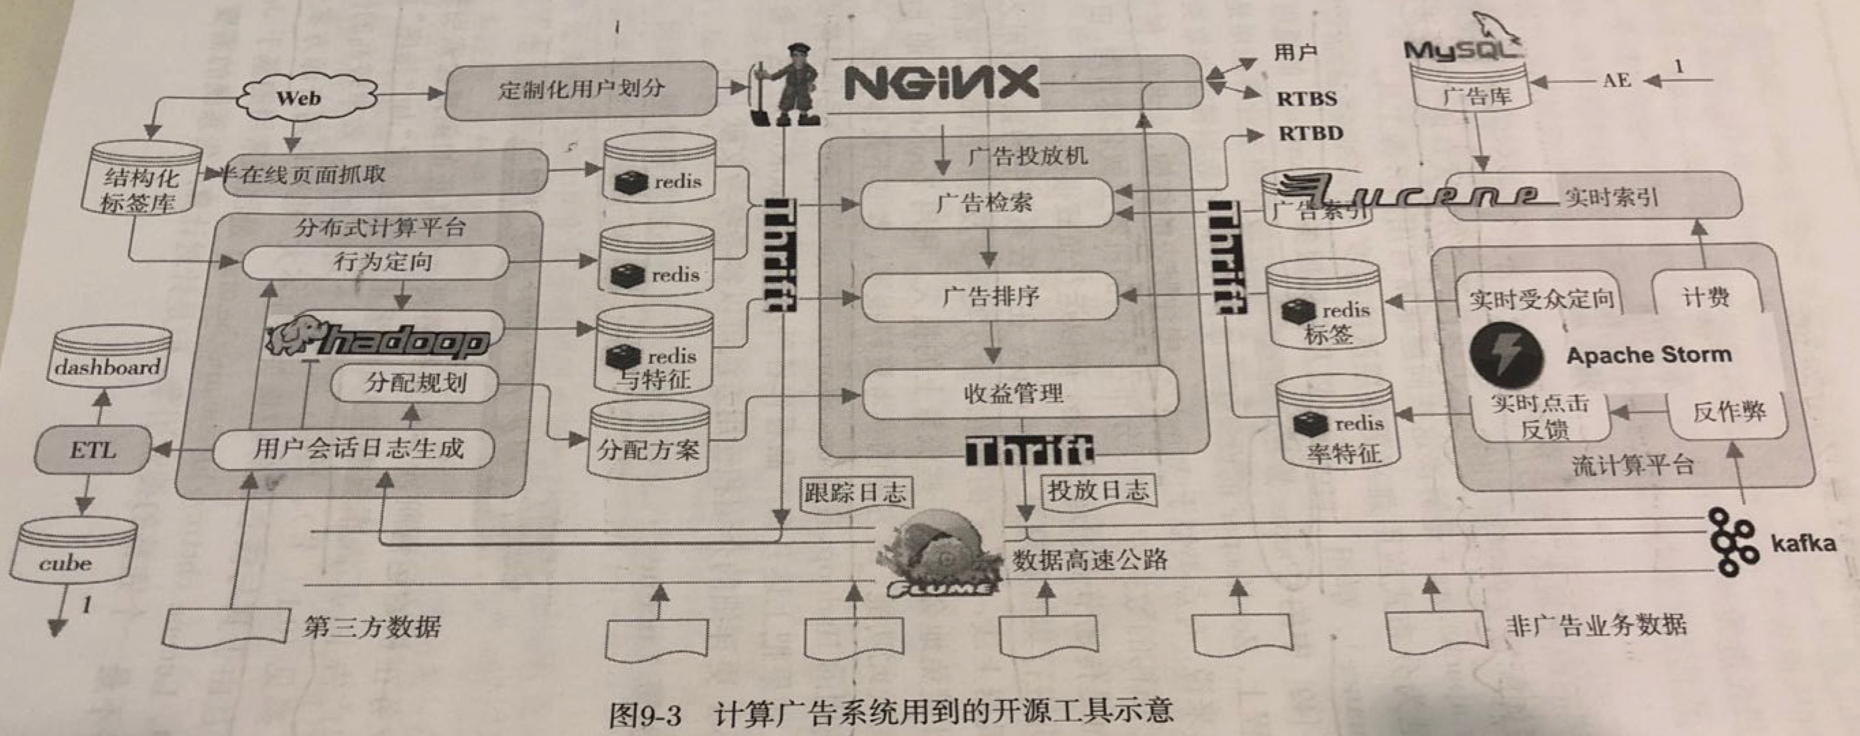 用户
MySQL
Web
定制化用户划分
NGiNX
RTBS
广告库
AE
1
RTBD
结构化
标签库
半在线页面抓取
redis
广告投放机
广告检索
Lucene
广告索引
实时索引
Thrift
Thrift
分布式计算平台
行为定向
redis
广告排序
redis
标签
实时受众定向
计费
hadoop
redis
与特征
Apache Storm
dashboard
分配规划
收益管理
redis
率特征
实时点击
反馈
反作弊
ETL
用户会话日志生成
分配方案
Thrift
流计算平台
跟踪日志
投放日志
cube
FLUME
数据高速公路
kafka
1
第三方数据
非广告业务数据
图9-3 计算广告系统用到的开源工具示意